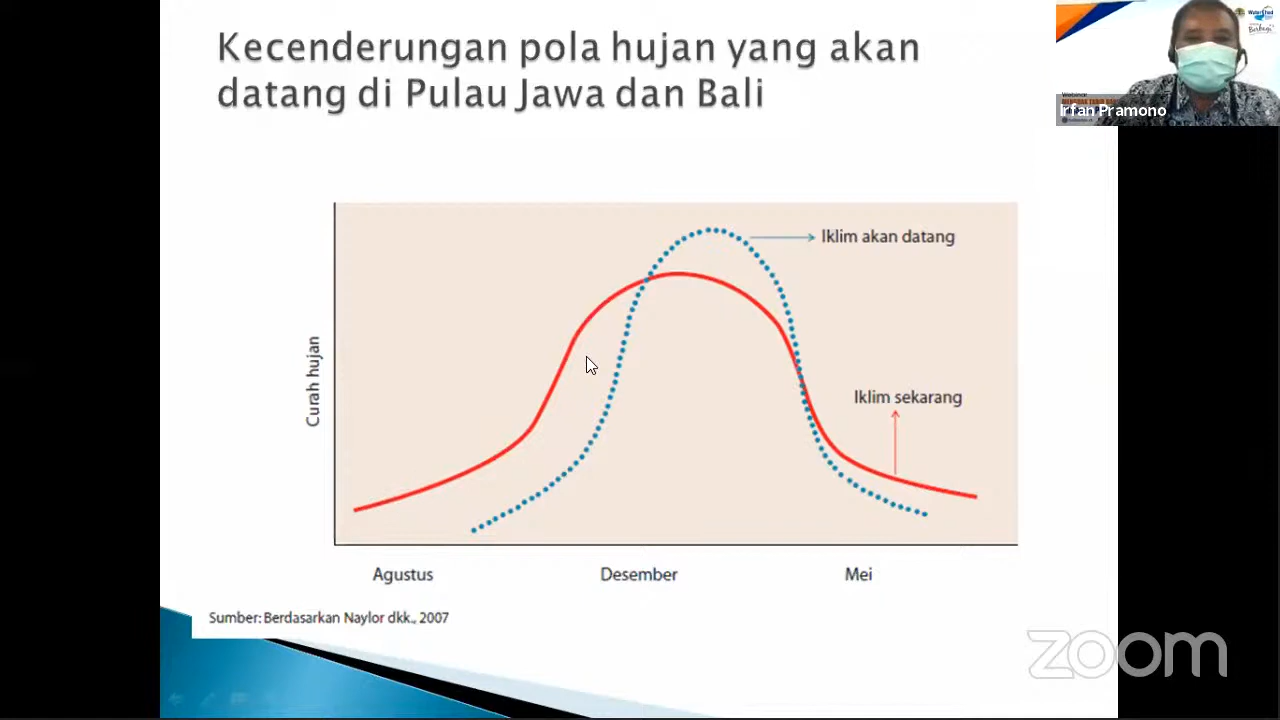 Kecenderungan pola hujan yang akan
datang di Pulau Jawa dan Bali
Irfan Pramono
Webinar
Iklim akan datang
Curah hujan
Iklim sekarang
Agustus
Desember
Mei
Sumber: Berdasarkan Naylor dkk., 2007
zoom